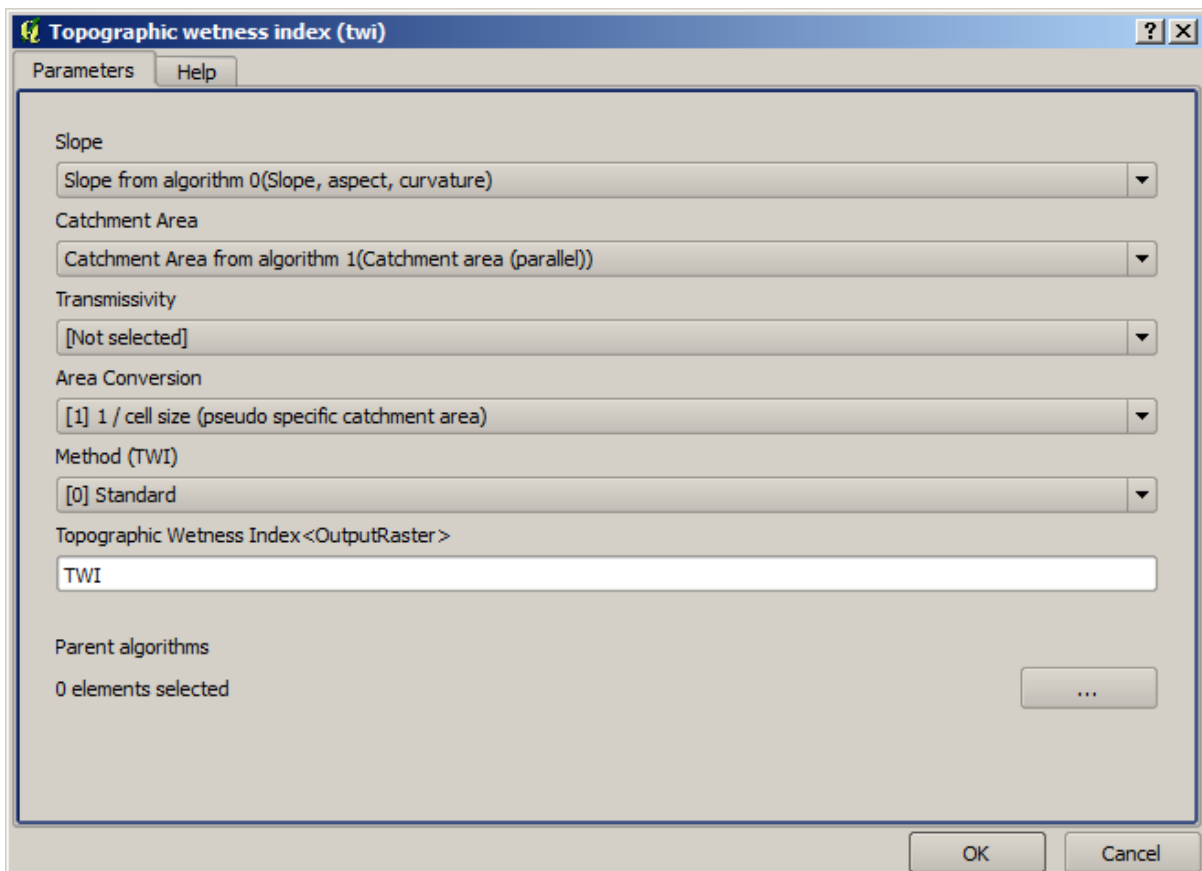 Topographic wetness index (twi)
Parameters Help
Slope
Slope from algorithm 0(Slope, aspect, curvature)
Catchment Area
Catchment Area from algorithm 1(Catchment area (parallel))
Transmissivity
[Not selected]
Area Conversion
[1] 1 / cell size (pseudo specific catchment area)
Method (TWI)
[0] Standard
Topographic Wetness Index<OutputRaster>
TWI
Parent algorithms
0 elements selected ...
OK Cancel